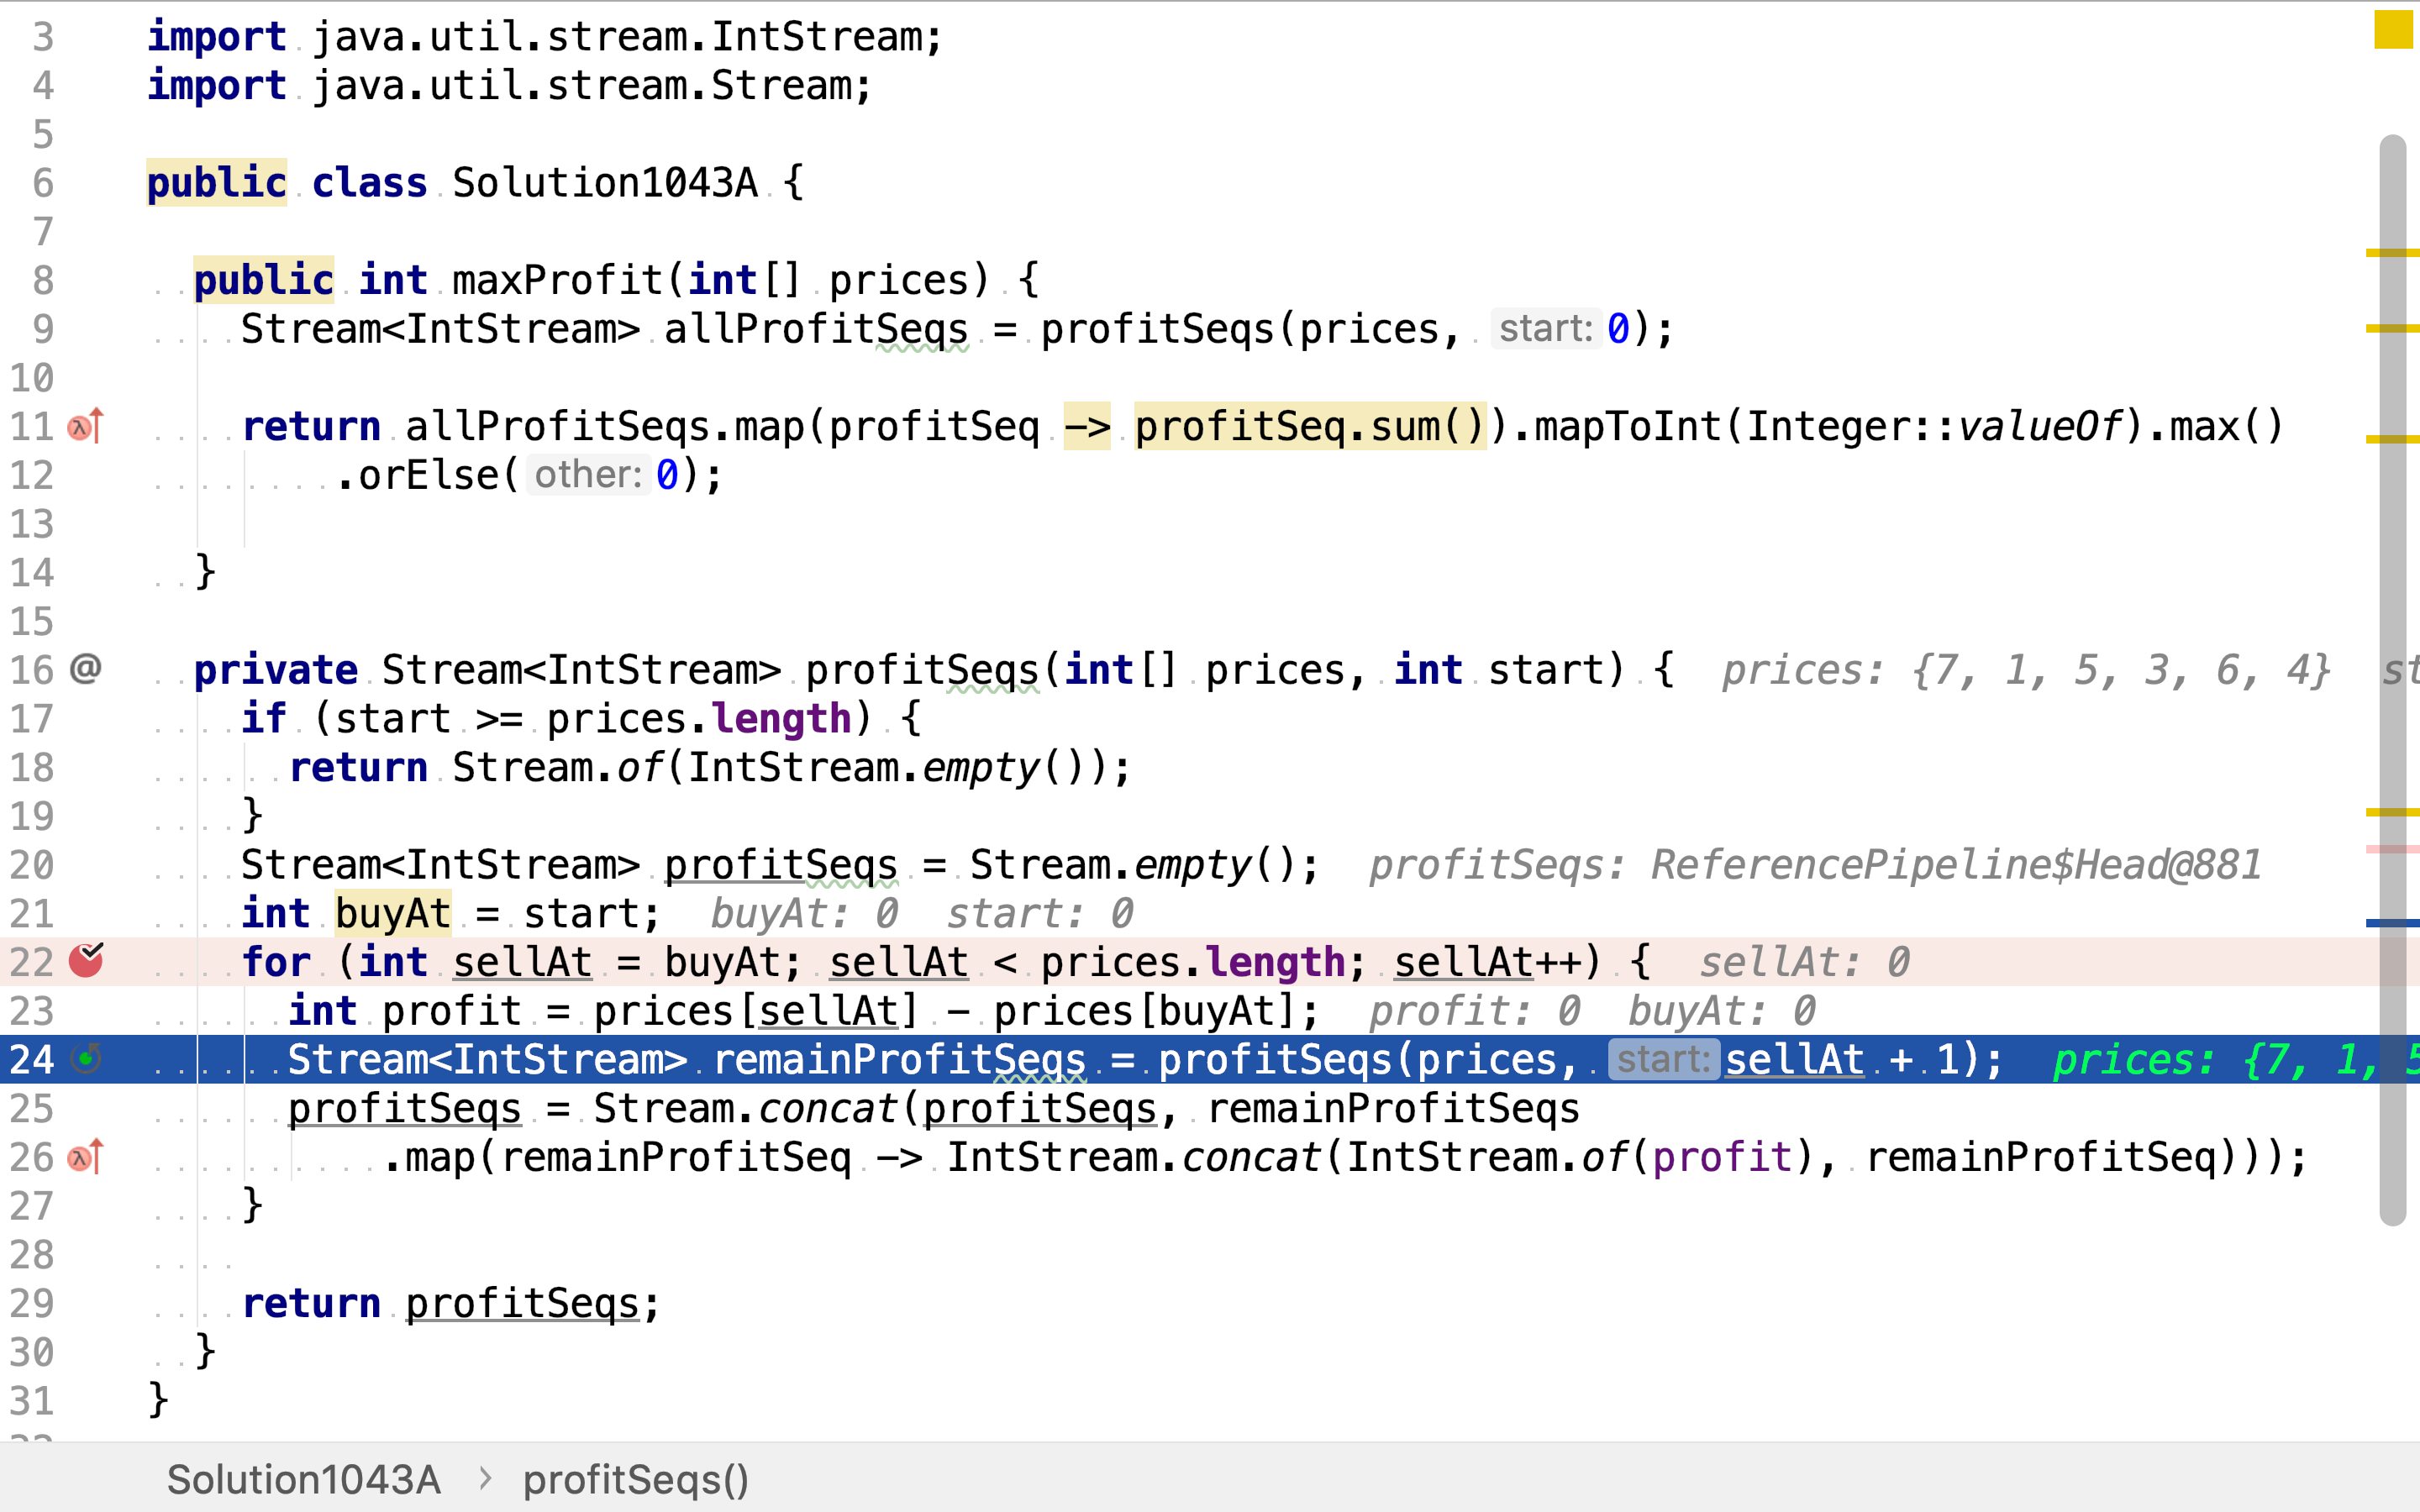 3 import java.util.stream.IntStream;
4 import java.util.stream.Stream;
5
6 public class Solution1043A {
7
8 public int maxProfit(int[] prices) {
9 Stream<IntStream> allProfitSeqs = profitSeqs(prices, start: 0);
10
11 return allProfitSeqs.map(profitSeq -> profitSeq.sum()).mapToInt(Integer::valueOf).max()
12 .orElse( other: 0);
13
14 }
15
16 @ private Stream<IntStream> profitSeqs(int[] prices, int start) { prices: {7, 1, 5, 3, 6, 4} st
17 if (start >= prices.length) {
18 return Stream.of(IntStream.empty());
19 }
20 Stream<IntStream> profitSeqs = Stream.empty(); profitSeqs: ReferencePipeline$Head@881
21 int buyAt = start; buyAt: 0 start: 0
22 for (int sellAt = buyAt; sellAt < prices.length; sellAt++) { sellAt: 0
23 int profit = prices[sellAt] - prices[buyAt]; profit: 0 buyAt: 0
24 Stream<IntStream> remainProfitSeqs = profitSeqs(prices, start: sellAt + 1); prices: {7, 1, 5
25 profitSeqs = Stream.concat(profitSeqs, remainProfitSeqs
26 .map(remainProfitSeq -> IntStream.concat(IntStream.of(profit), remainProfitSeq)));
27 }
28
29 return profitSeqs;
30 }
31 }
Solution1043A > profitSeqs()